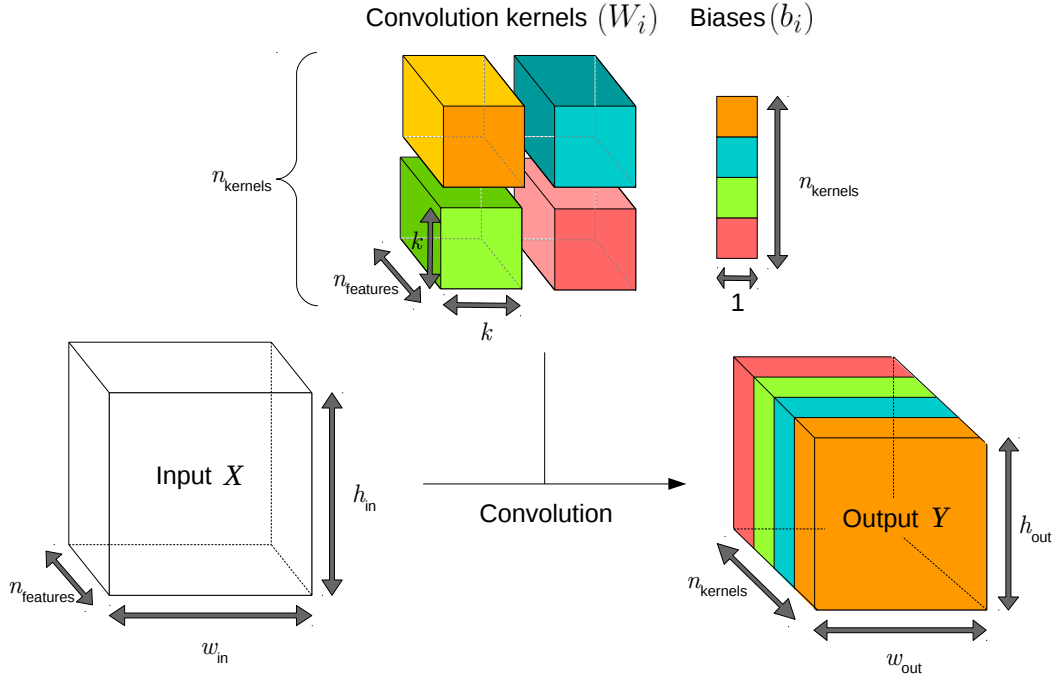 Convolution kernels (W_i)
Biases (b_i)
n_kernels
k
n_features
k
n_kernels
1
Input X
h_in
n_features
w_in
Convolution
Output Y
h_out
n_kernels
w_out